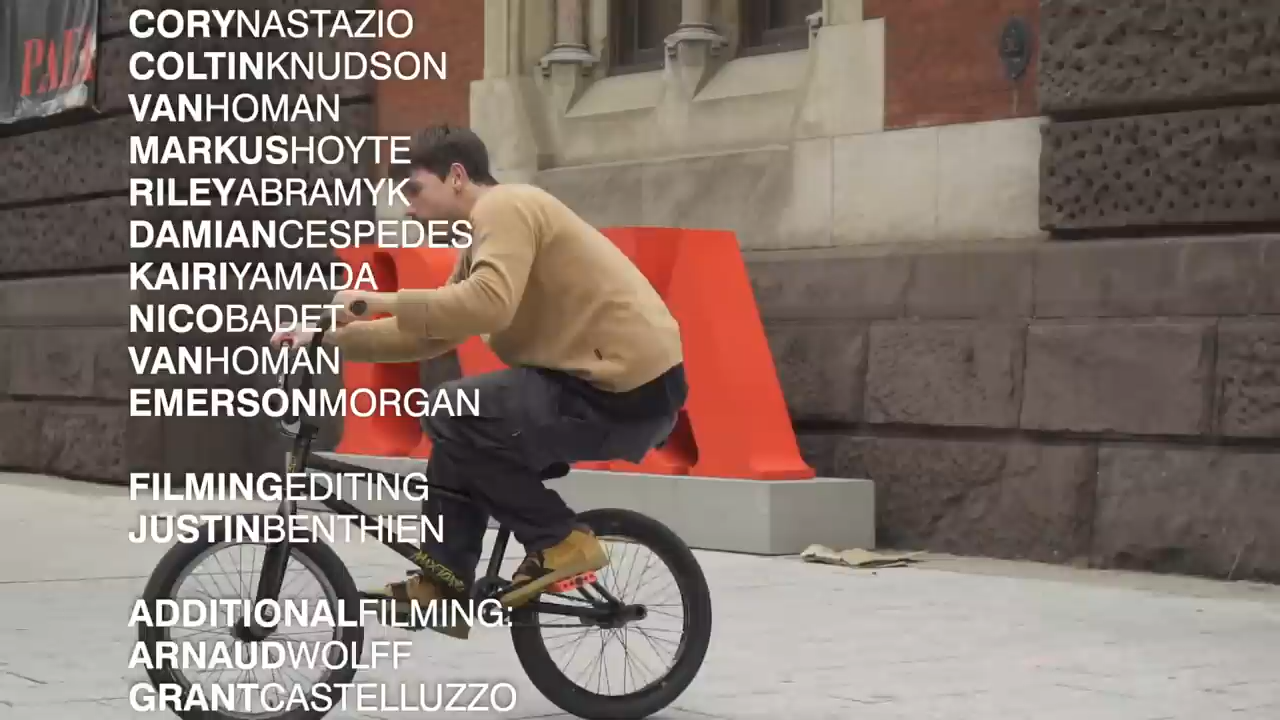 CORYNASTAZIO
COLTINKNUDSON
VANHOMAN
MARKUSHOYTE
RILEYABRAMYK
DAMIANCESPEDES
KAIRIYAMADA
NICOBADET
VANHOMAN
EMERSONMORGAN
FILMINGEDITING
JUSTINBENTHIEN
ADDITIONALFILMING:
ARNAUDWOLFF
GRANTCASTELLUZZO